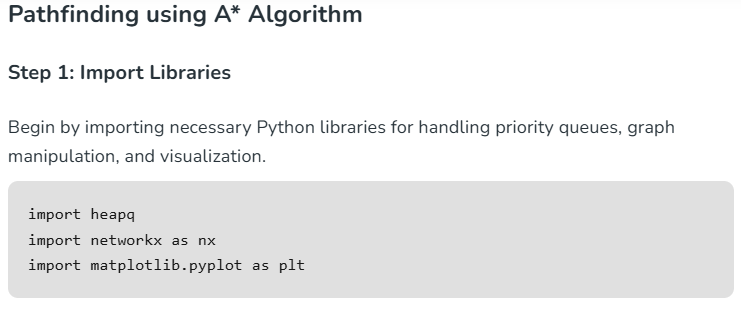 Pathfinding using A* Algorithm
Step 1: Import Libraries
Begin by importing necessary Python libraries for handling priority queues, graph
manipulation, and visualization.
import heapq
import networkx as nx
import matplotlib.pyplot as plt